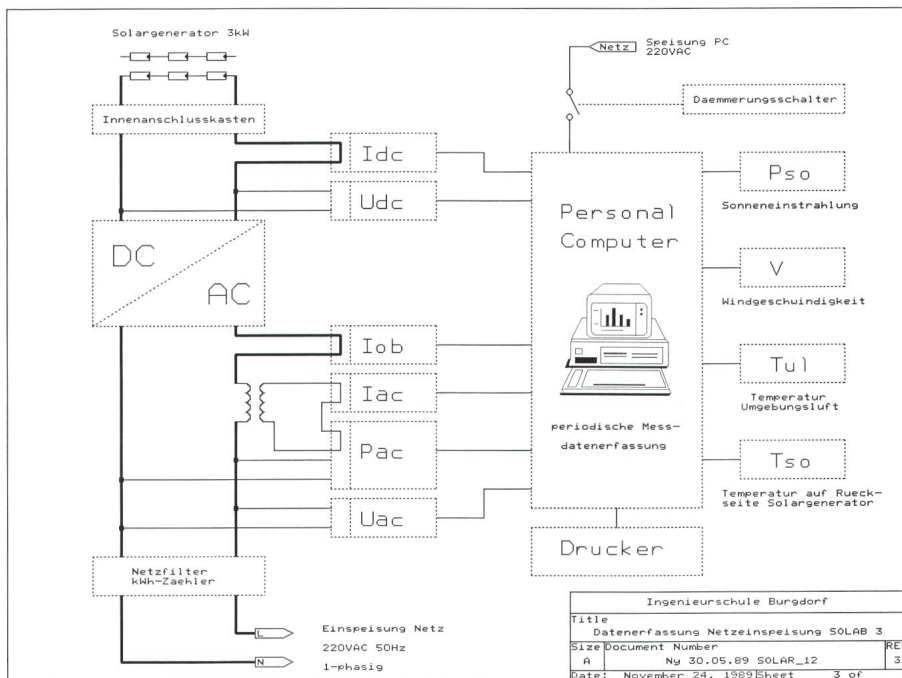 Solargenerator 3kW
Innenanschlusskasten
DC
AC
Idc
Udc
Iob
Iac
Pac
Uac
Netzfilter
kWh-Zaehler
L
N
Einspeisung Netz
220VAC 50Hz
1-phasig
Netz
Speisung PC
220VAC
Daemmerungsschalter
Personal
Computer
periodische Mess-
datenerfassung
Drucker
Pso
Sonneneinstrahlung
V
Windgeschwindigkeit
Tul
Temperatur
Umgebungsluft
Tso
Temperatur auf Rueck-
seite Solargenerator
Ingenieurschule Burgdorf
Title
Datenerfassung Netzeinspeisung SOLAB 3
Size Document Number RE
A Ny 30.05.89 SOLAR_12 3
Date: November 24, 1989 Sheet 3 of